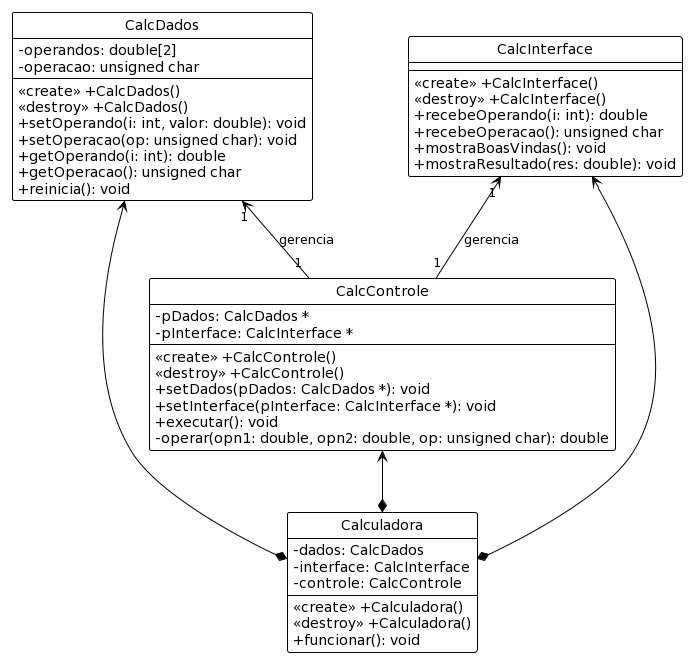 CalcDados
-operandos: double[2]
-operacao: unsigned char
«create» +CalcDados()
«destroy» +CalcDados()
+setOperando(i: int, valor: double): void
+setOperacao(op: unsigned char): void
+getOperando(i: int): double
+getOperacao(): unsigned char
+reinicia(): void
CalcInterface
«create» +CalcInterface()
«destroy» +CalcInterface()
+recebeOperando(i: int): double
+recebeOperacao(): unsigned char
+mostraBoasVindas(): void
+mostraResultado(res: double): void
1
1
gerencia
gerencia
1
1
CalcControle
-pDados: CalcDados *
-pInterface: CalcInterface *
«create» +CalcControle()
«destroy» +CalcControle()
+setDados(pDados: CalcDados *): void
+setInterface(pInterface: CalcInterface *): void
+executar(): void
-operar(opn1: double, opn2: double, op: unsigned char): double
Calculadora
-dados: CalcDados
-interface: CalcInterface
-controle: CalcControle
«create» +Calculadora()
«destroy» +Calculadora()
+funcionar(): void